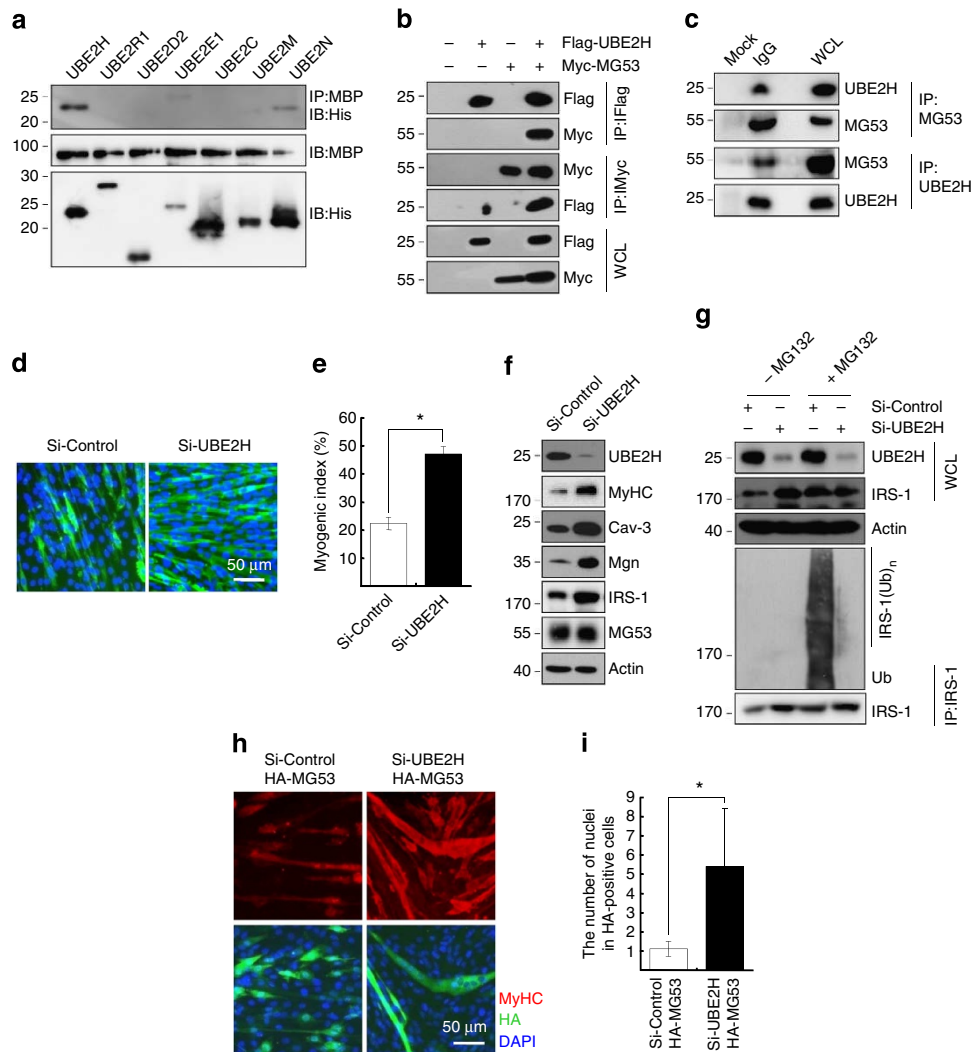 a
UBE2H UBE2R1 UBE2D2 UBE2E1 UBE2C UBE2M UBE2N
25
20
IP:MBP
IB:His
100
IB:MBP
30
25
20
IB:His
b
– + – + Flag-UBE2H
– – + + Myc-MG53
25 Flag
55 Myc
IP:IFlag
55 Myc
25 Flag
IP:IMyc
25 Flag
55 Myc
WCL
c
Mock IgG WCL
25 UBE2H
55 MG53
IP:
MG53
55 MG53
25 UBE2H
IP:
UBE2H
d
Si-Control Si-UBE2H
50 μm
e
Myogenic index (%)
60
50
40
30
20
10
*
Si-Control
Si-UBE2H
f
Si-Control Si-UBE2H
25 UBE2H
170 MyHC
25 Cav-3
35 Mgn
170 IRS-1
55 MG53
40 Actin
g
– MG132 + MG132
+ – + – Si-Control
– + – + Si-UBE2H
25 UBE2H
170 IRS-1
WCL
40 Actin
IRS-1(Ub)n
170
Ub
170 IRS-1
IP:IRS-1
h
Si-Control
HA-MG53
Si-UBE2H
HA-MG53
MyHC
HA
DAPI
50 μm
i
The number of nuclei
in HA-positive cells
9
8
7
6
5
4
3
2
1
*
Si-Control
HA-MG53
Si-UBE2H
HA-MG53